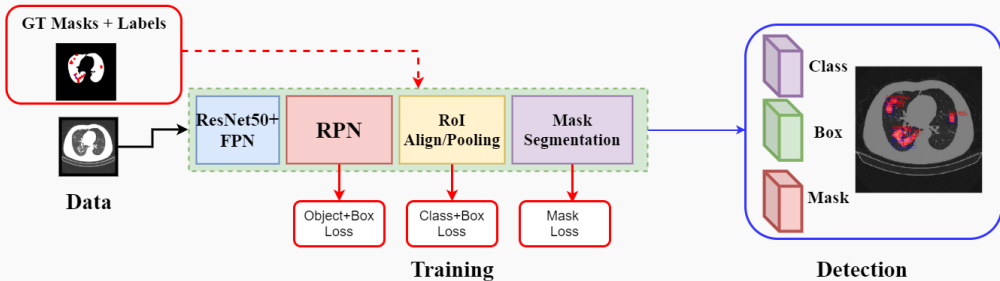 GT Masks + Labels
Data
ResNet50+
FPN
RPN
RoI
Align/Pooling
Mask
Segmentation
Object+Box
Loss
Class+Box
Loss
Mask
Loss
Training
Class
Box
Mask
Detection